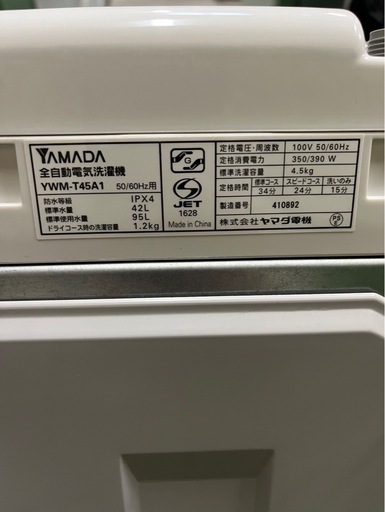 YAMADA
全自動電気洗濯機
YWM-T45A1 50/60Hz用
防水等級 IPX4
標準水量 42L
標準使用水量 95L
ドライコース時の洗濯容量 1.2kg
G
JET
1628
Made in China
定格電圧・周波数 100V 50/60Hz
定格消費電力 350/390 W
標準洗濯容量 4.5kg
定格時間 標準コース スピードコース 洗いのみ
34分 24分 15分
製造番号 410892
株式会社ヤマダ電機
PS
E